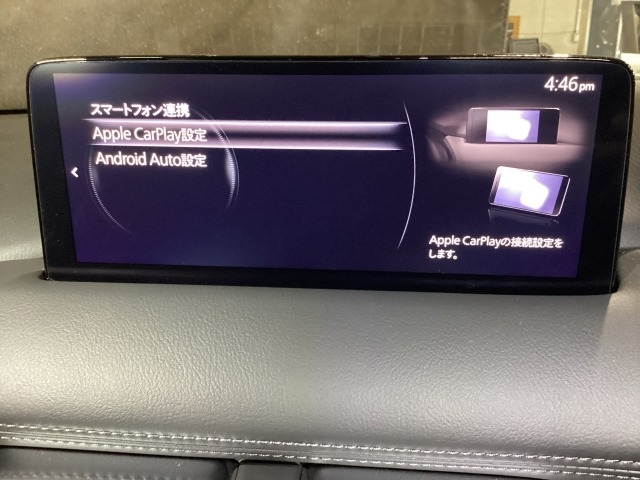 4:46pm
スマートフォン連携
Apple CarPlay設定
Android Auto設定
Apple CarPlayの接続設定を
します。